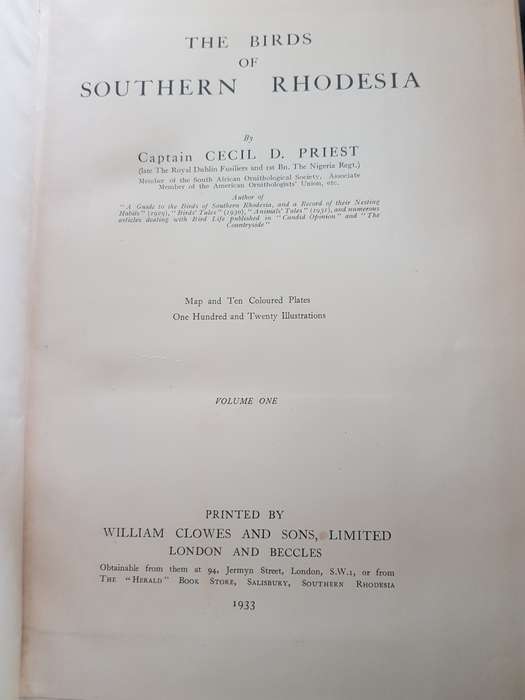 THE BIRDS
OF
SOUTHERN RHODESIA
By
Captain CECIL D. PRIEST
(late The Royal Dublin Fusiliers and 1st Bn. The Nigeria Regt.)
Member of the South African Ornithological Society, Associate
Member of the American Ornithologists' Union, etc.
Author of
"A Guide to the Birds of Southern Rhodesia, and a Record of their Nesting
Habits" (1929), "Birds' Tales" (1930), "Animals' Tales" (1931), and numerous
articles dealing with Bird Life published in "Candid Opinion" and "The
Countryside"
Map and Ten Coloured Plates
One Hundred and Twenty Illustrations
VOLUME ONE
PRINTED BY
WILLIAM CLOWES AND SONS, LIMITED
LONDON AND BECCLES
Obtainable from them at 94, Jermyn Street, London, S.W.1, or from
THE "HERALD" BOOK STORE, SALISBURY, SOUTHERN RHODESIA
1933